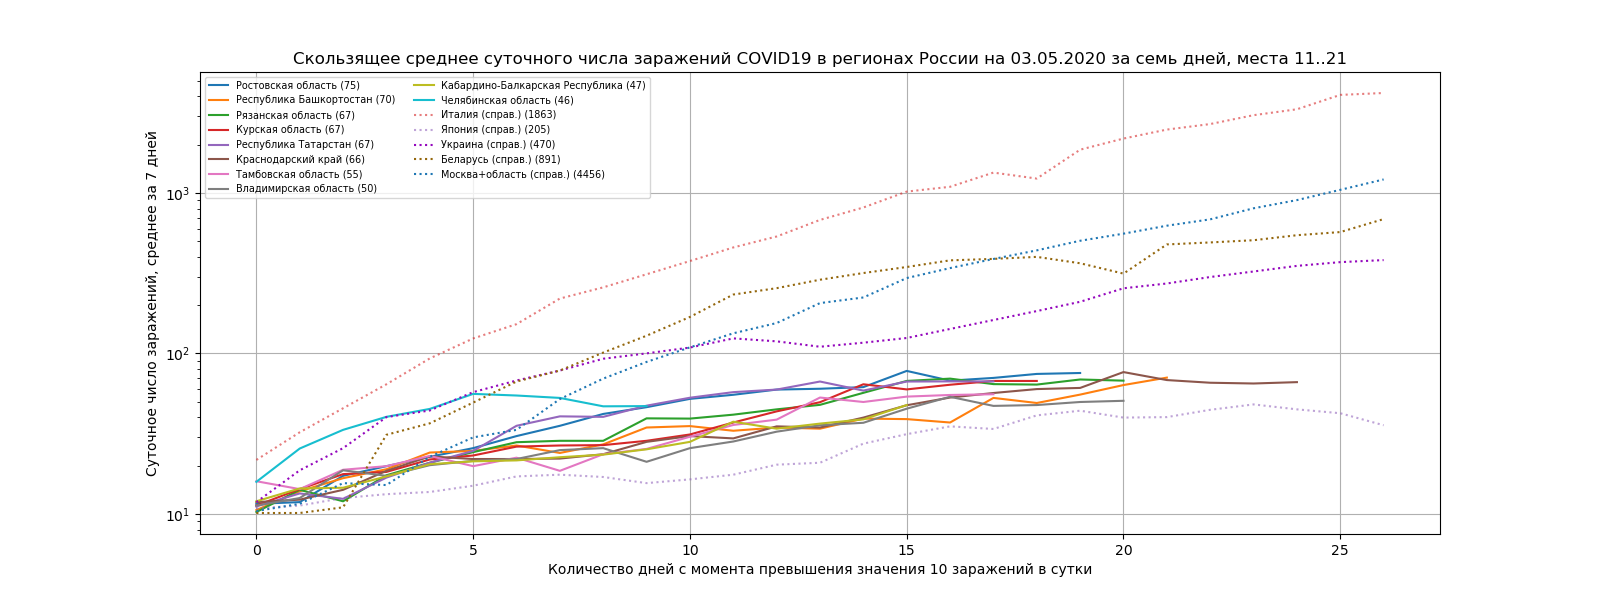 Скользящее среднее суточного числа заражений COVID19 в регионах России на 03.05.2020 за семь дней, места 11..21
Суточное число заражений, среднее за 7 дней
10³
10²
10¹
Ростовская область (75)
Республика Башкортостан (70)
Рязанская область (67)
Курская область (67)
Республика Татарстан (67)
Краснодарский край (66)
Тамбовская область (55)
Владимирская область (50)
Кабардино-Балкарская Республика (47)
Челябинская область (46)
Италия (справ.) (1863)
Япония (справ.) (205)
Украина (справ.) (470)
Беларусь (справ.) (891)
Москва+область (справ.) (4456)
0 5 10 15 20 25
Количество дней с момента превышения значения 10 заражений в сутки